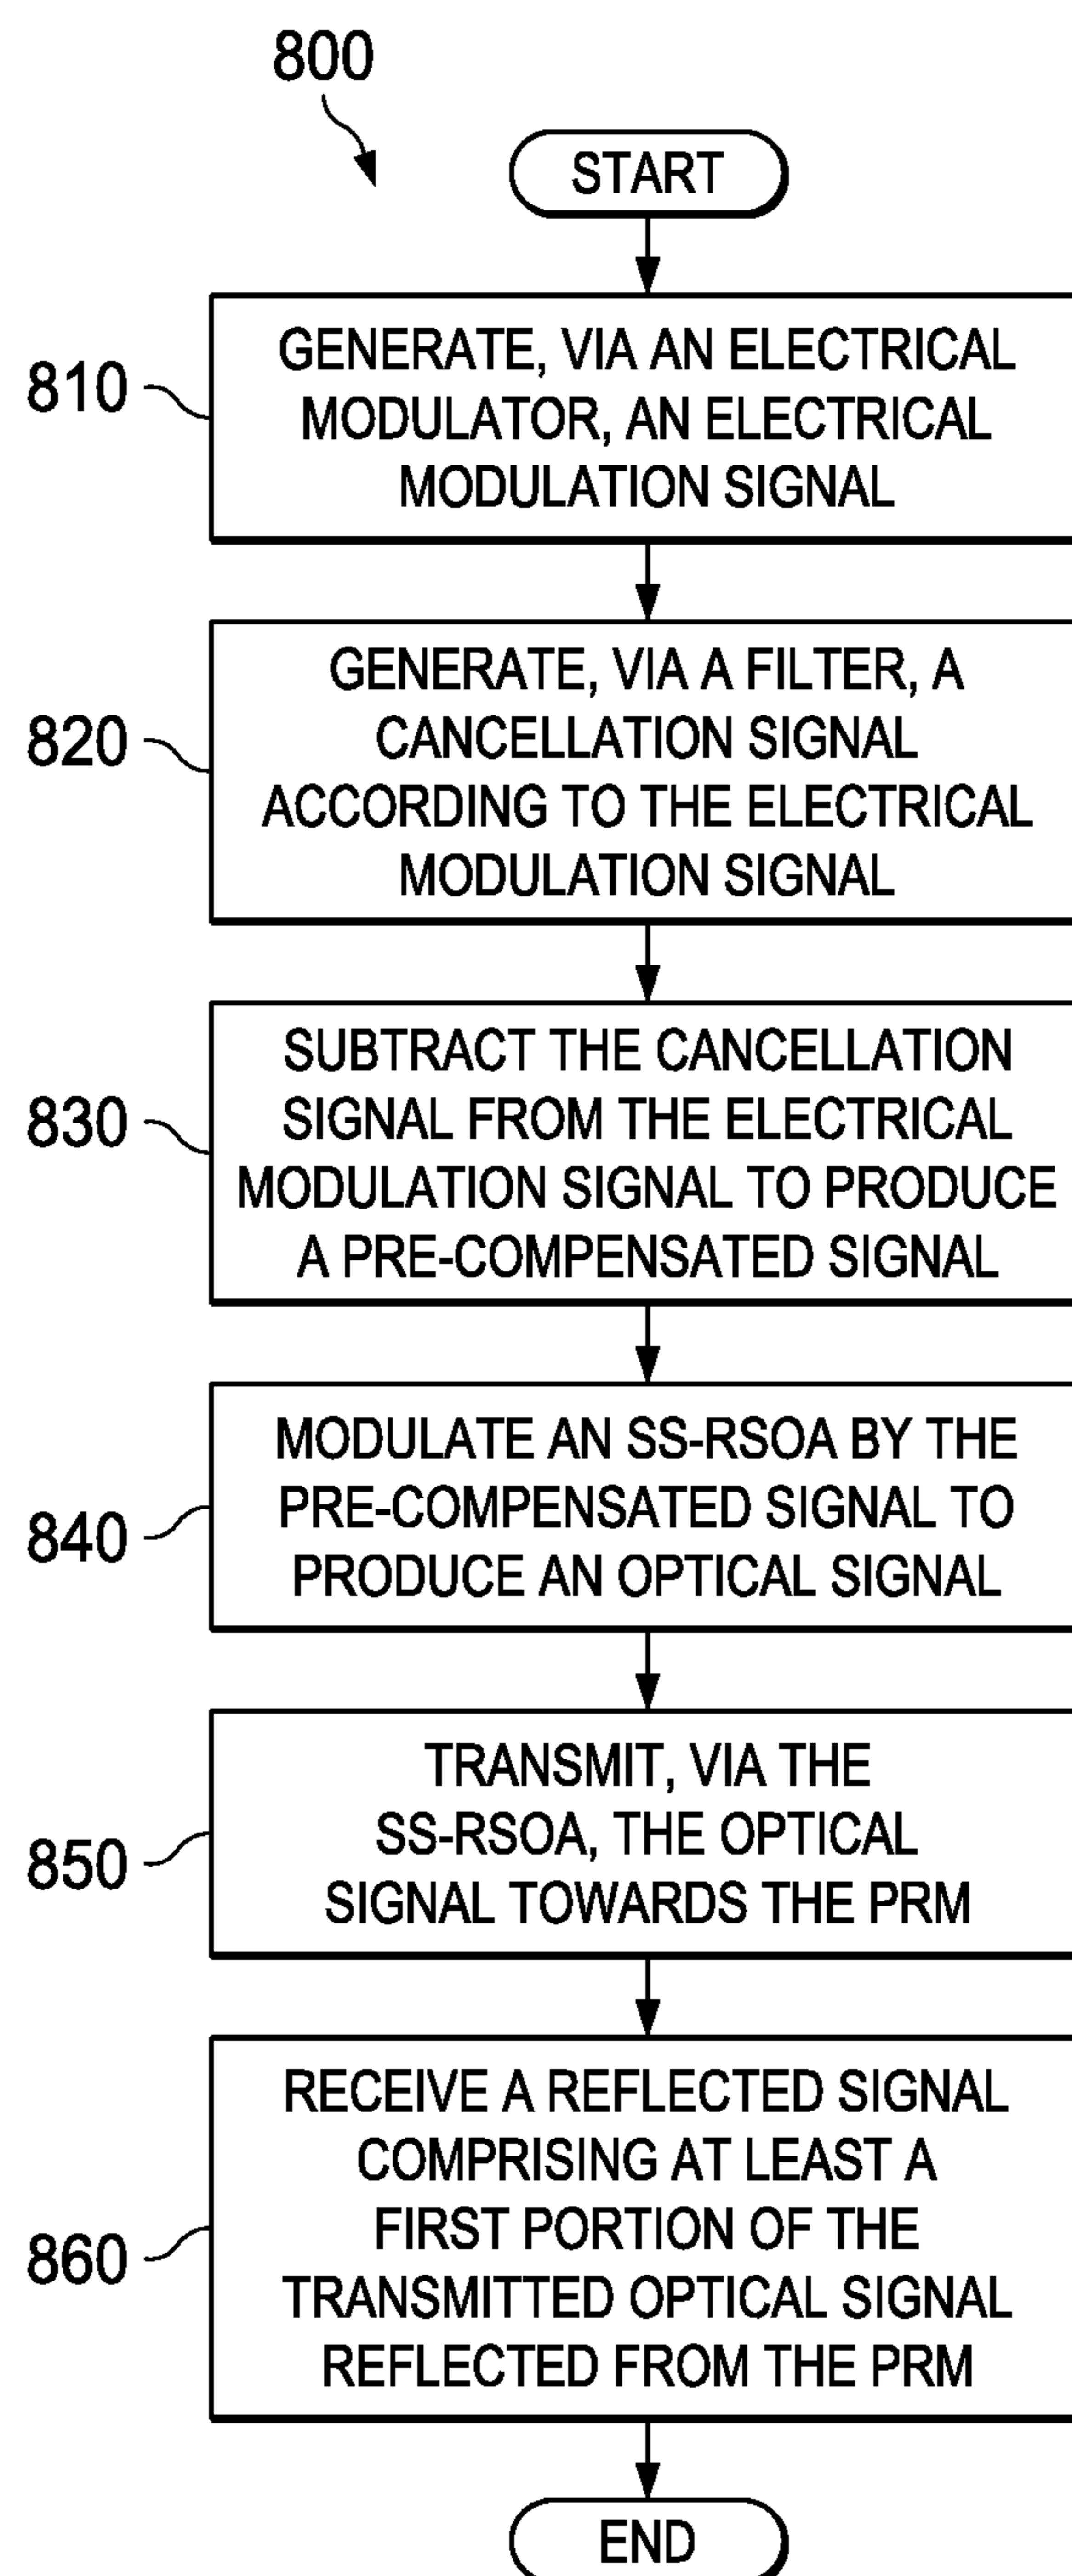 800
START
810
GENERATE, VIA AN ELECTRICAL
MODULATOR, AN ELECTRICAL
MODULATION SIGNAL
820
GENERATE, VIA A FILTER, A
CANCELLATION SIGNAL
ACCORDING TO THE ELECTRICAL
MODULATION SIGNAL
830
SUBTRACT THE CANCELLATION
SIGNAL FROM THE ELECTRICAL
MODULATION SIGNAL TO PRODUCE
A PRE-COMPENSATED SIGNAL
840
MODULATE AN SS-RSOA BY THE
PRE-COMPENSATED SIGNAL TO
PRODUCE AN OPTICAL SIGNAL
850
TRANSMIT, VIA THE
SS-RSOA, THE OPTICAL
SIGNAL TOWARDS THE PRM
860
RECEIVE A REFLECTED SIGNAL
COMPRISING AT LEAST A
FIRST PORTION OF THE
TRANSMITTED OPTICAL SIGNAL
REFLECTED FROM THE PRM
END